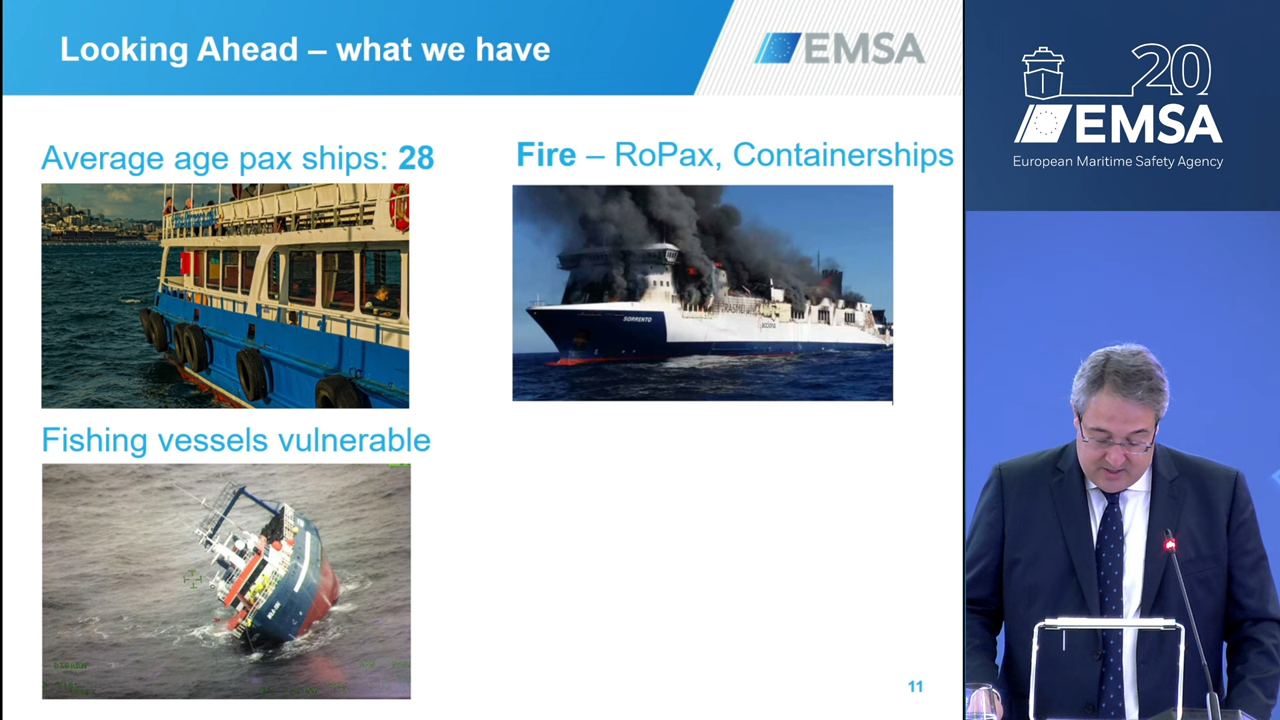 Looking Ahead – what we have
EMSA
Average age pax ships: 28
Fire – RoPax, Containerships
SORRENTO
Fishing vessels vulnerable
11
20
EMSA
European Maritime Safety Agency